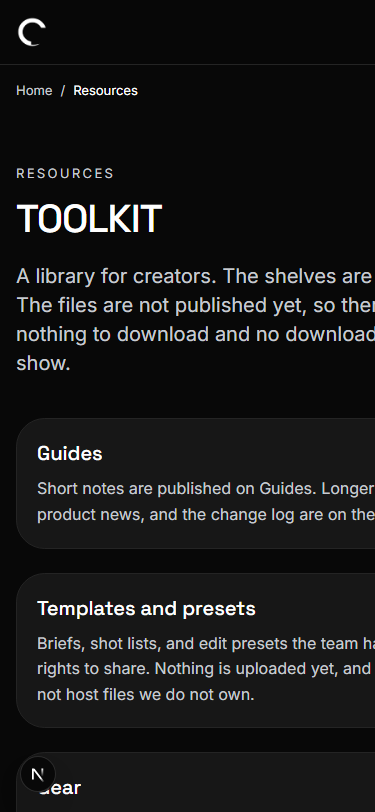 Home / Resources
RESOURCES
TOOLKIT
A library for creators. The shelves are
The files are not published yet, so
nothing to download and no download
show.
Guides
Short notes are published on Guides. Longer
product news, and the change log are on the
Templates and presets
Briefs, shot lists, and edit presets the team
rights to share. Nothing is uploaded yet, and
not host files we do not own.
N